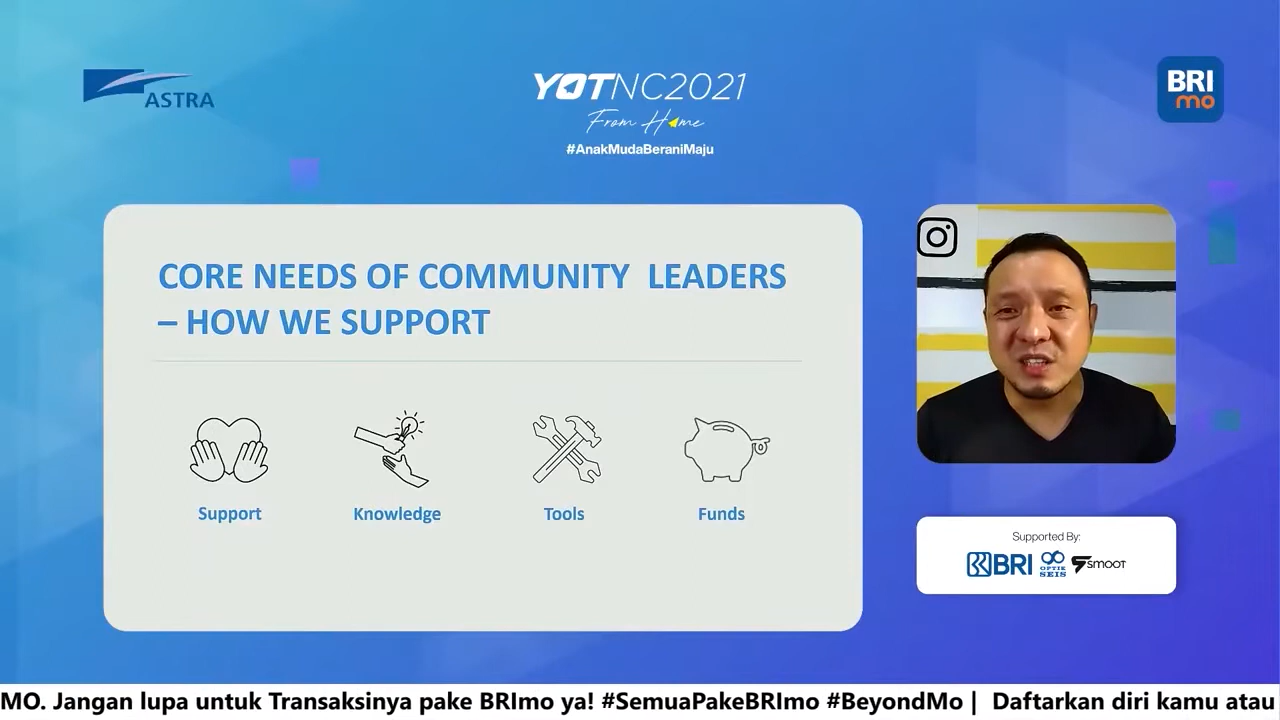 ASTRA
YOTNC2021
From Home
#AnakMudaBeraniMaju
BRI
mo
CORE NEEDS OF COMMUNITY LEADERS
– HOW WE SUPPORT
Support
Knowledge
Tools
Funds
Supported By:
BRI
OPTIK
SEIS
SMOOT
MO. Jangan lupa untuk Transaksinya pake BRImo ya! #SemuaPakeBRImo #BeyondMo | Daftarkan diri kamu atau